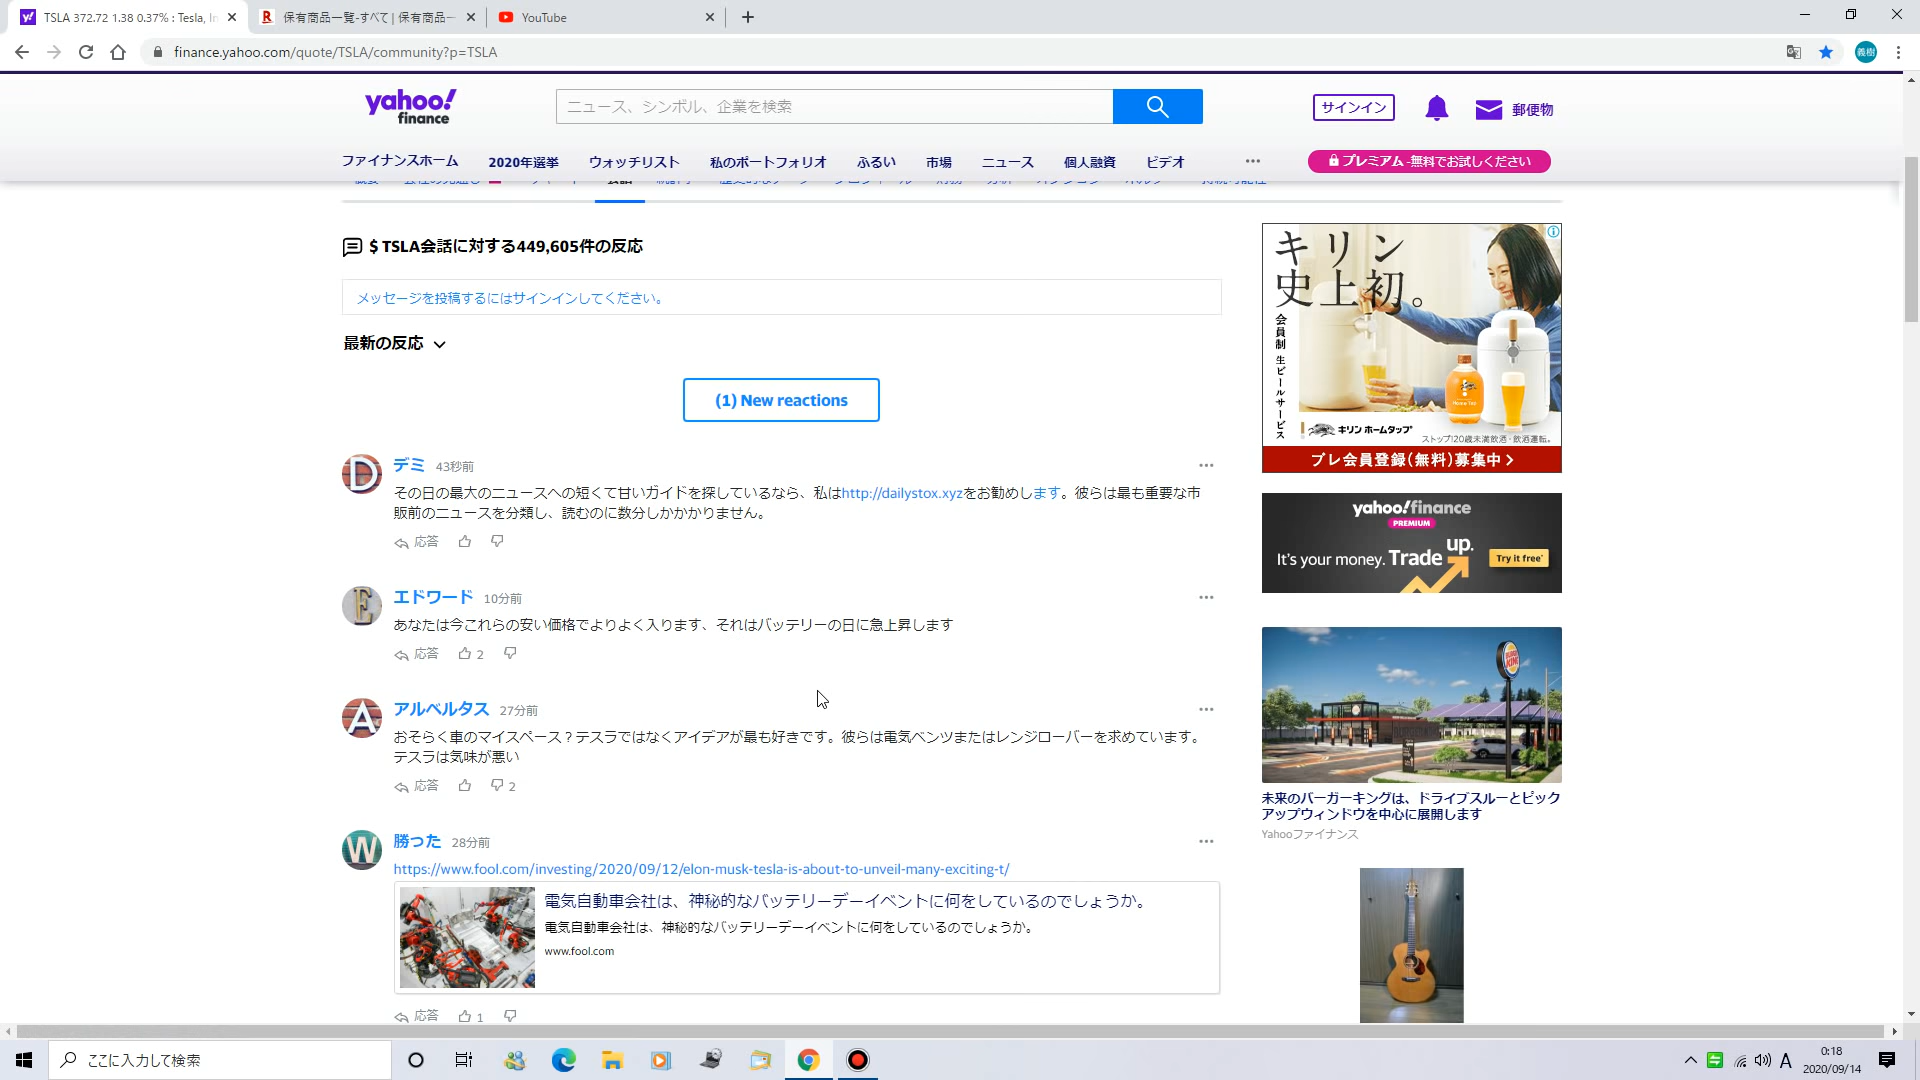 TSLA 372.72 1.38 0.37% : Tesla, In
保有商品一覧-すべて | 保有商品一
YouTube
finance.yahoo.com/quote/TSLA/community?p=TSLA
義樹
yahoo!
finance
ニュース、シンボル、企業を検索
サインイン
郵便物
ファイナンスホーム 2020年選挙 ウォッチリスト 私のポートフォリオ ふるい 市場 ニュース 個人融資 ビデオ ...
プレミアム -無料でお試しください
$ TSLA会話に対する449,605件の反応
メッセージを投稿するにはサインインしてください。
最新の反応
(1) New reactions
デミ 43秒前
その日の最大のニュースへの短くて甘いガイドを探しているなら、私はhttp://dailystox.xyzをお勧めします。彼らは最も重要な市
販前のニュースを分類し、読むのに数分しかかかりません。
応答
エドワード 10分前
あなたは今これらの安い価格でよりよく入ります、それはバッテリーの日に急上昇します
応答 2
アルベルタス 27分前
おそらく車のマイスペース？テスラではなくアイデアが最も好きです。彼らは電気ベンツまたはレンジローバーを求めています。
テスラは気味が悪い
応答 2
勝った 28分前
https://www.fool.com/investing/2020/09/12/elon-musk-tesla-is-about-to-unveil-many-exciting-t/
電気自動車会社は、神秘的なバッテリーデーイベントに何をしているのでしょうか。
電気自動車会社は、神秘的なバッテリーデーイベントに何をしているのでしょうか。
www.fool.com
応答 1
キリン
史上初。
会員制 生ビールサービス
キリン ホームタップ
ストップ!20歳未満飲酒・飲酒運転。
プレ会員登録(無料)募集中
yahoo!finance
PREMIUM
It's your money. Trade up.
Try it free*
BURGER KING
未来のバーガーキングは、ドライブスルーとピック
アップウィンドウを中心に展開します
Yahooファイナンス
ここに入力して検索
A
0:18
2020/09/14